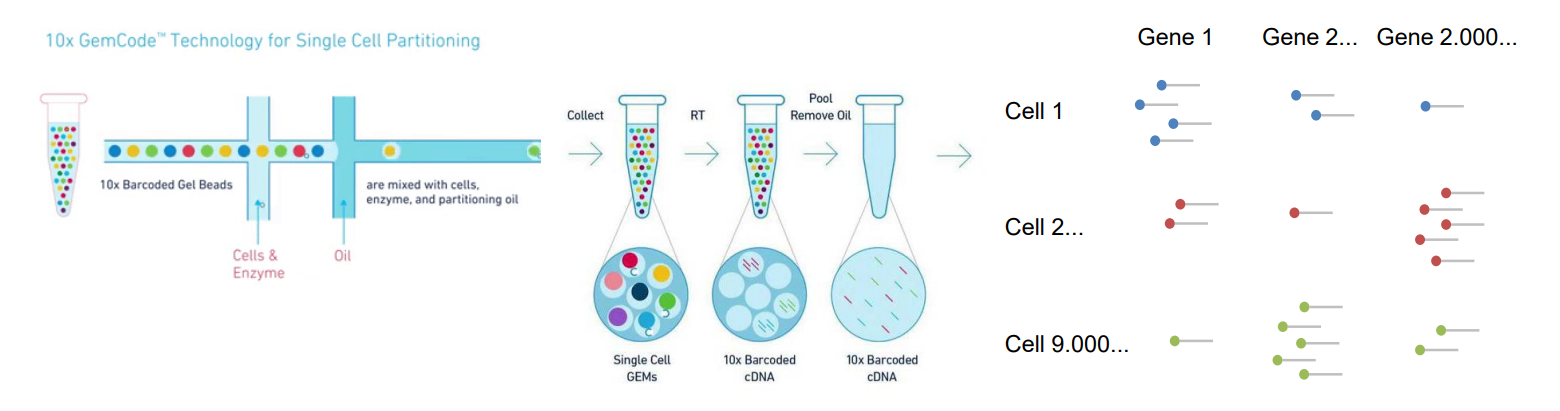 10x GemCode™ Technology for Single Cell Partitioning
10x Barcoded Gel Beads
are mixed with cells,
enzyme, and partitioning oil
Cells &
Enzyme
Oil
Collect
RT
Pool
Remove Oil
Single Cell
GEMs
10x Barcoded
cDNA
10x Barcoded
cDNA
Gene 1
Gene 2...
Gene 2.000...
Cell 1
Cell 2...
Cell 9.000...